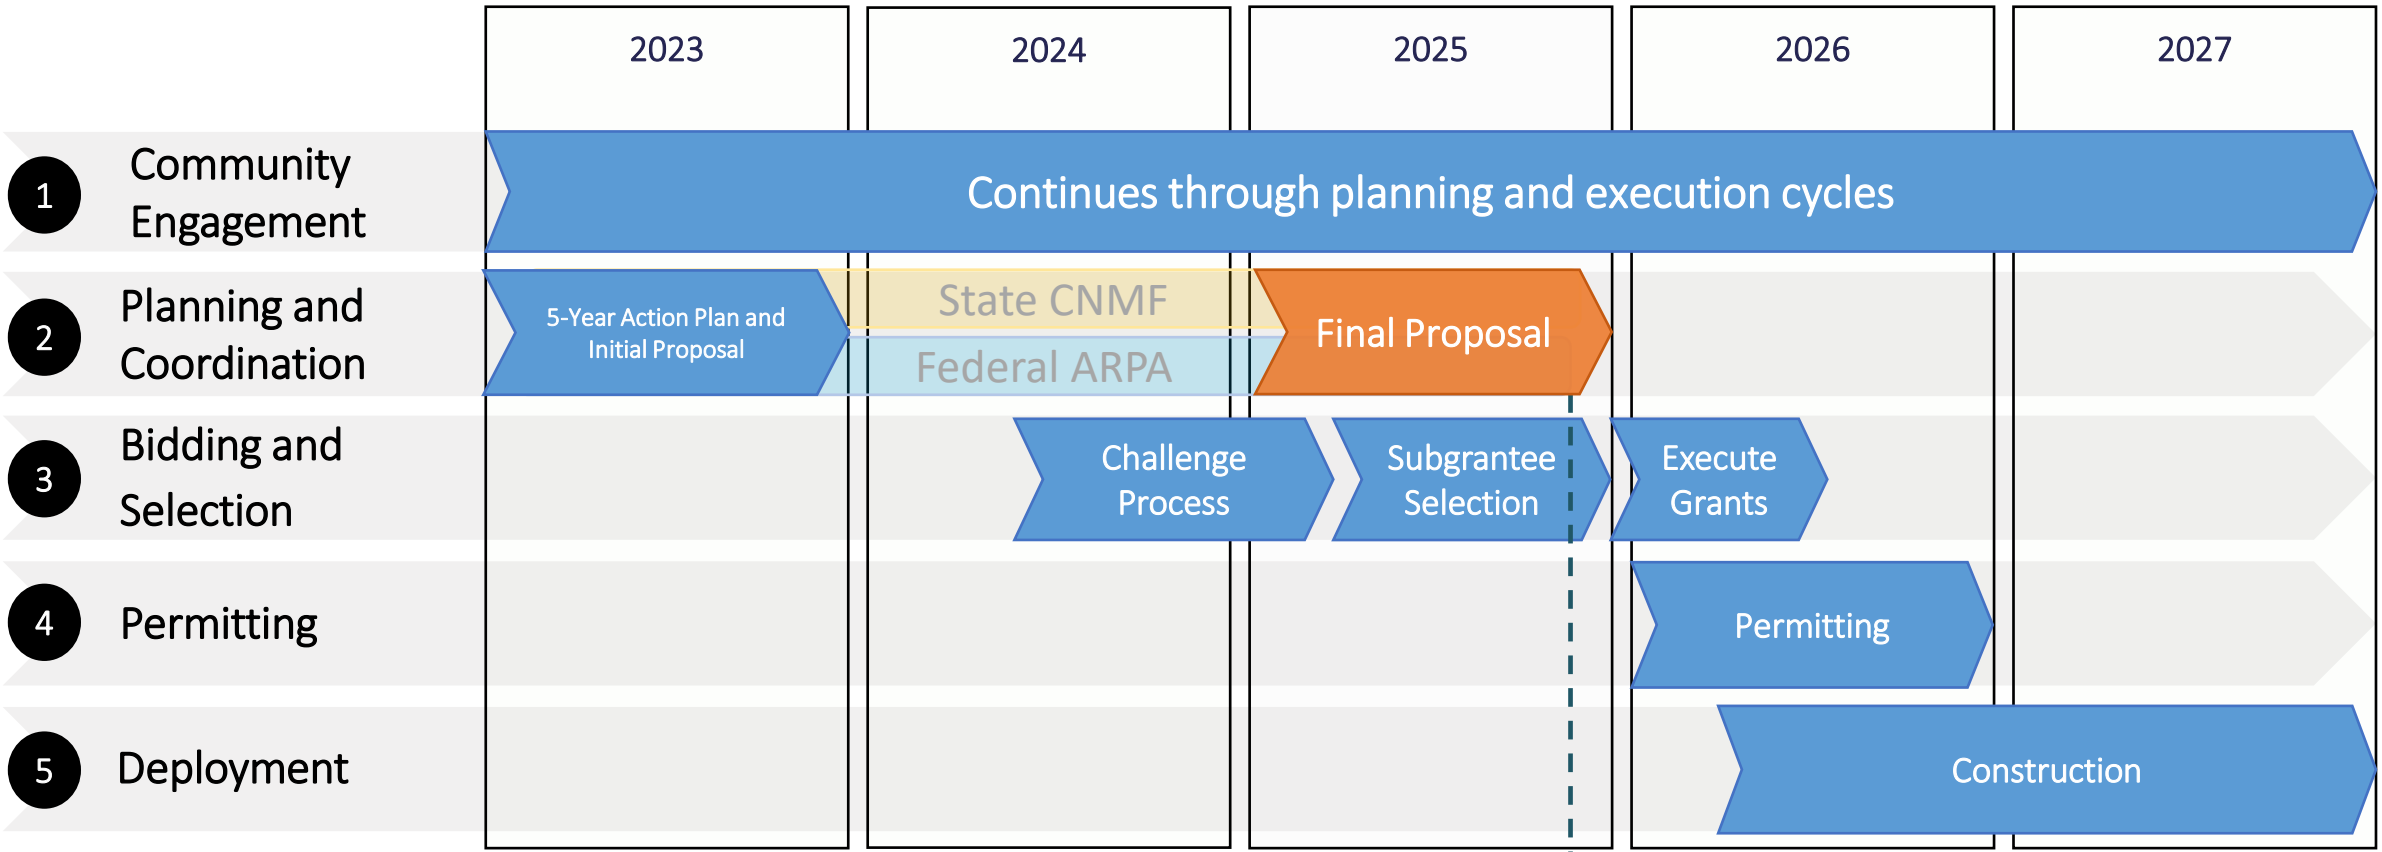 2023
2024
2025
2026
2027
1
Community
Engagement
Continues through planning and execution cycles
2
Planning and
Coordination
5-Year Action Plan and
Initial Proposal
State CNMF
Federal ARPA
Final Proposal
3
Bidding and
Selection
Challenge
Process
Subgrantee
Selection
Execute
Grants
4
Permitting
Permitting
5
Deployment
Construction